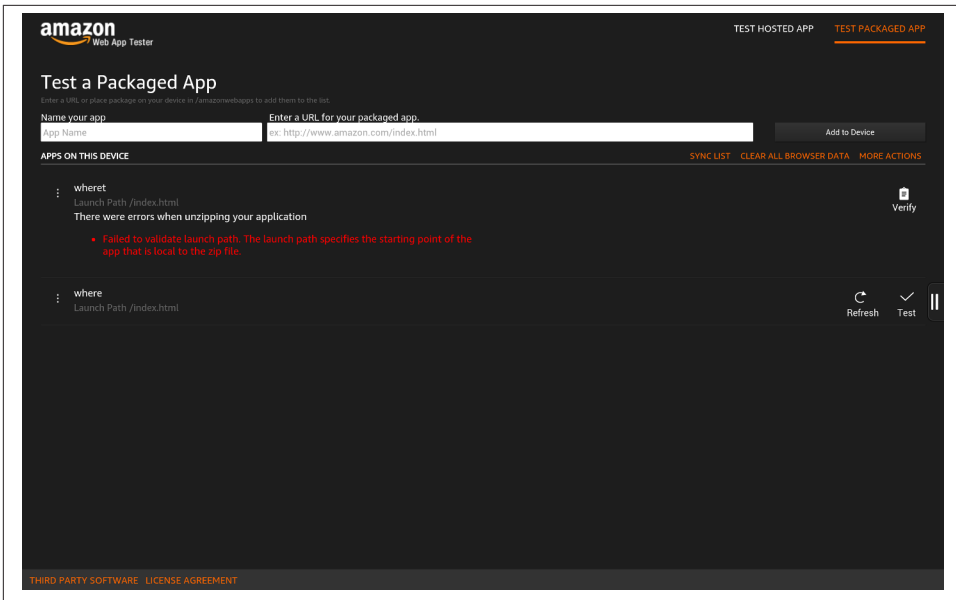 amazon
Web App Tester
TEST HOSTED APP TEST PACKAGED APP
Test a Packaged App
Enter a URL or place package on your device in /amazonwebapps to add them to the list.
Name your app Enter a URL for your packaged app.
App Name ex: http://www.amazon.com/index.html Add to Device
APPS ON THIS DEVICE SYNC LIST CLEAR ALL BROWSER DATA MORE ACTIONS
wheret
Launch Path /index.html
There were errors when unzipping your application
Verify
• Failed to validate launch path. The launch path specifies the starting point of the
app that is local to the zip file.
where
Launch Path /index.html
Refresh Test
THIRD PARTY SOFTWARE LICENSE AGREEMENT